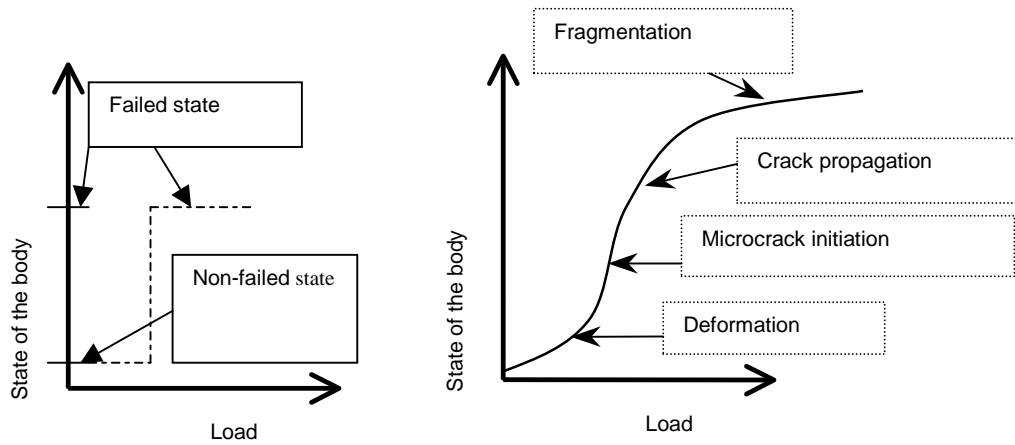 Failed state
Non-failed state
State of the body
Load
Fragmentation
Crack propagation
Microcrack initiation
Deformation
State of the body
Load